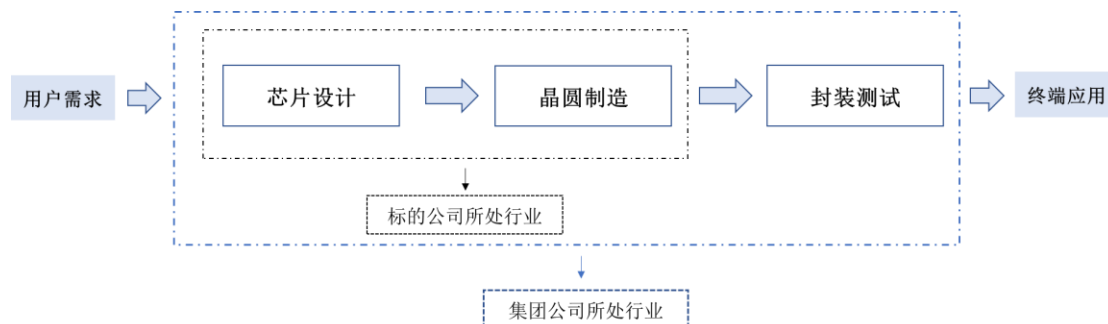 用户需求
芯片设计
晶圆制造
封装测试
终端应用
标的公司所处行业
集团公司所处行业